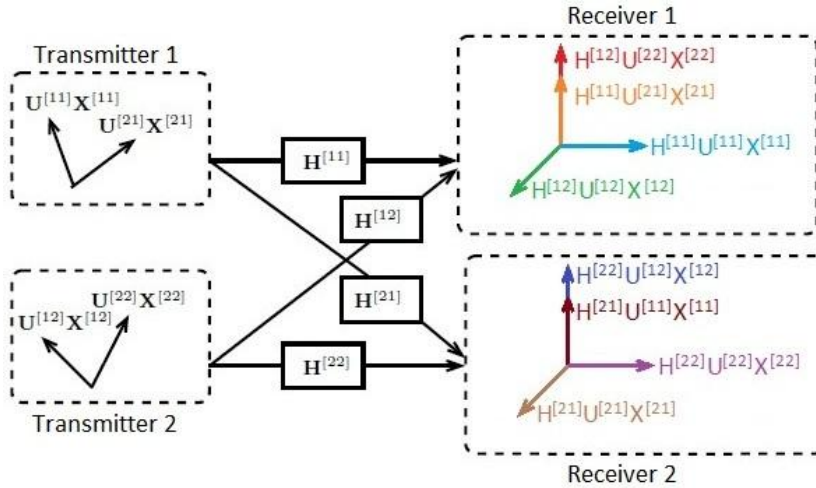 Receiver 1
Transmitter 1
U^[11]X^[11]
U^[21]X^[21]
H^[11]
H^[12]
H^[12]U^[22]X^[22]
H^[11]U^[21]X^[21]
H^[11]U^[11]X^[11]
H^[12]U^[12]X^[12]
U^[22]X^[22]
U^[12]X^[12]
H^[21]
H^[22]
H^[22]U^[12]X^[12]
H^[21]U^[11]X^[11]
H^[22]U^[22]X^[22]
H^[21]U^[21]X^[21]
Transmitter 2
Receiver 2